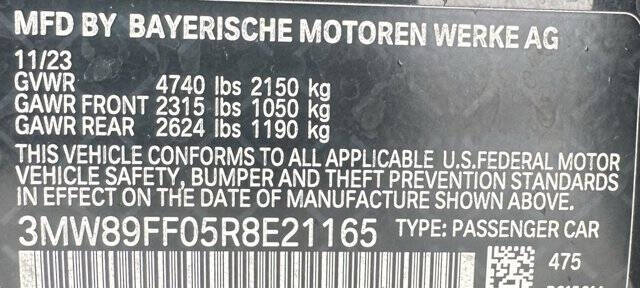 MFD BY BAYERISCHE MOTOREN WERKE AG
11/23
GVWR 4740 lbs 2150 kg
GAWR FRONT 2315 lbs 1050 kg
GAWR REAR 2624 lbs 1190 kg
THIS VEHICLE CONFORMS TO ALL APPLICABLE U.S.FEDERAL MOTOR
VEHICLE SAFETY, BUMPER AND THEFT PREVENTION STANDARDS
IN EFFECT ON THE DATE OF MANUFACTURE SHOWN ABOVE.
3MW89FF05R8E21165 TYPE: PASSENGER CAR
475